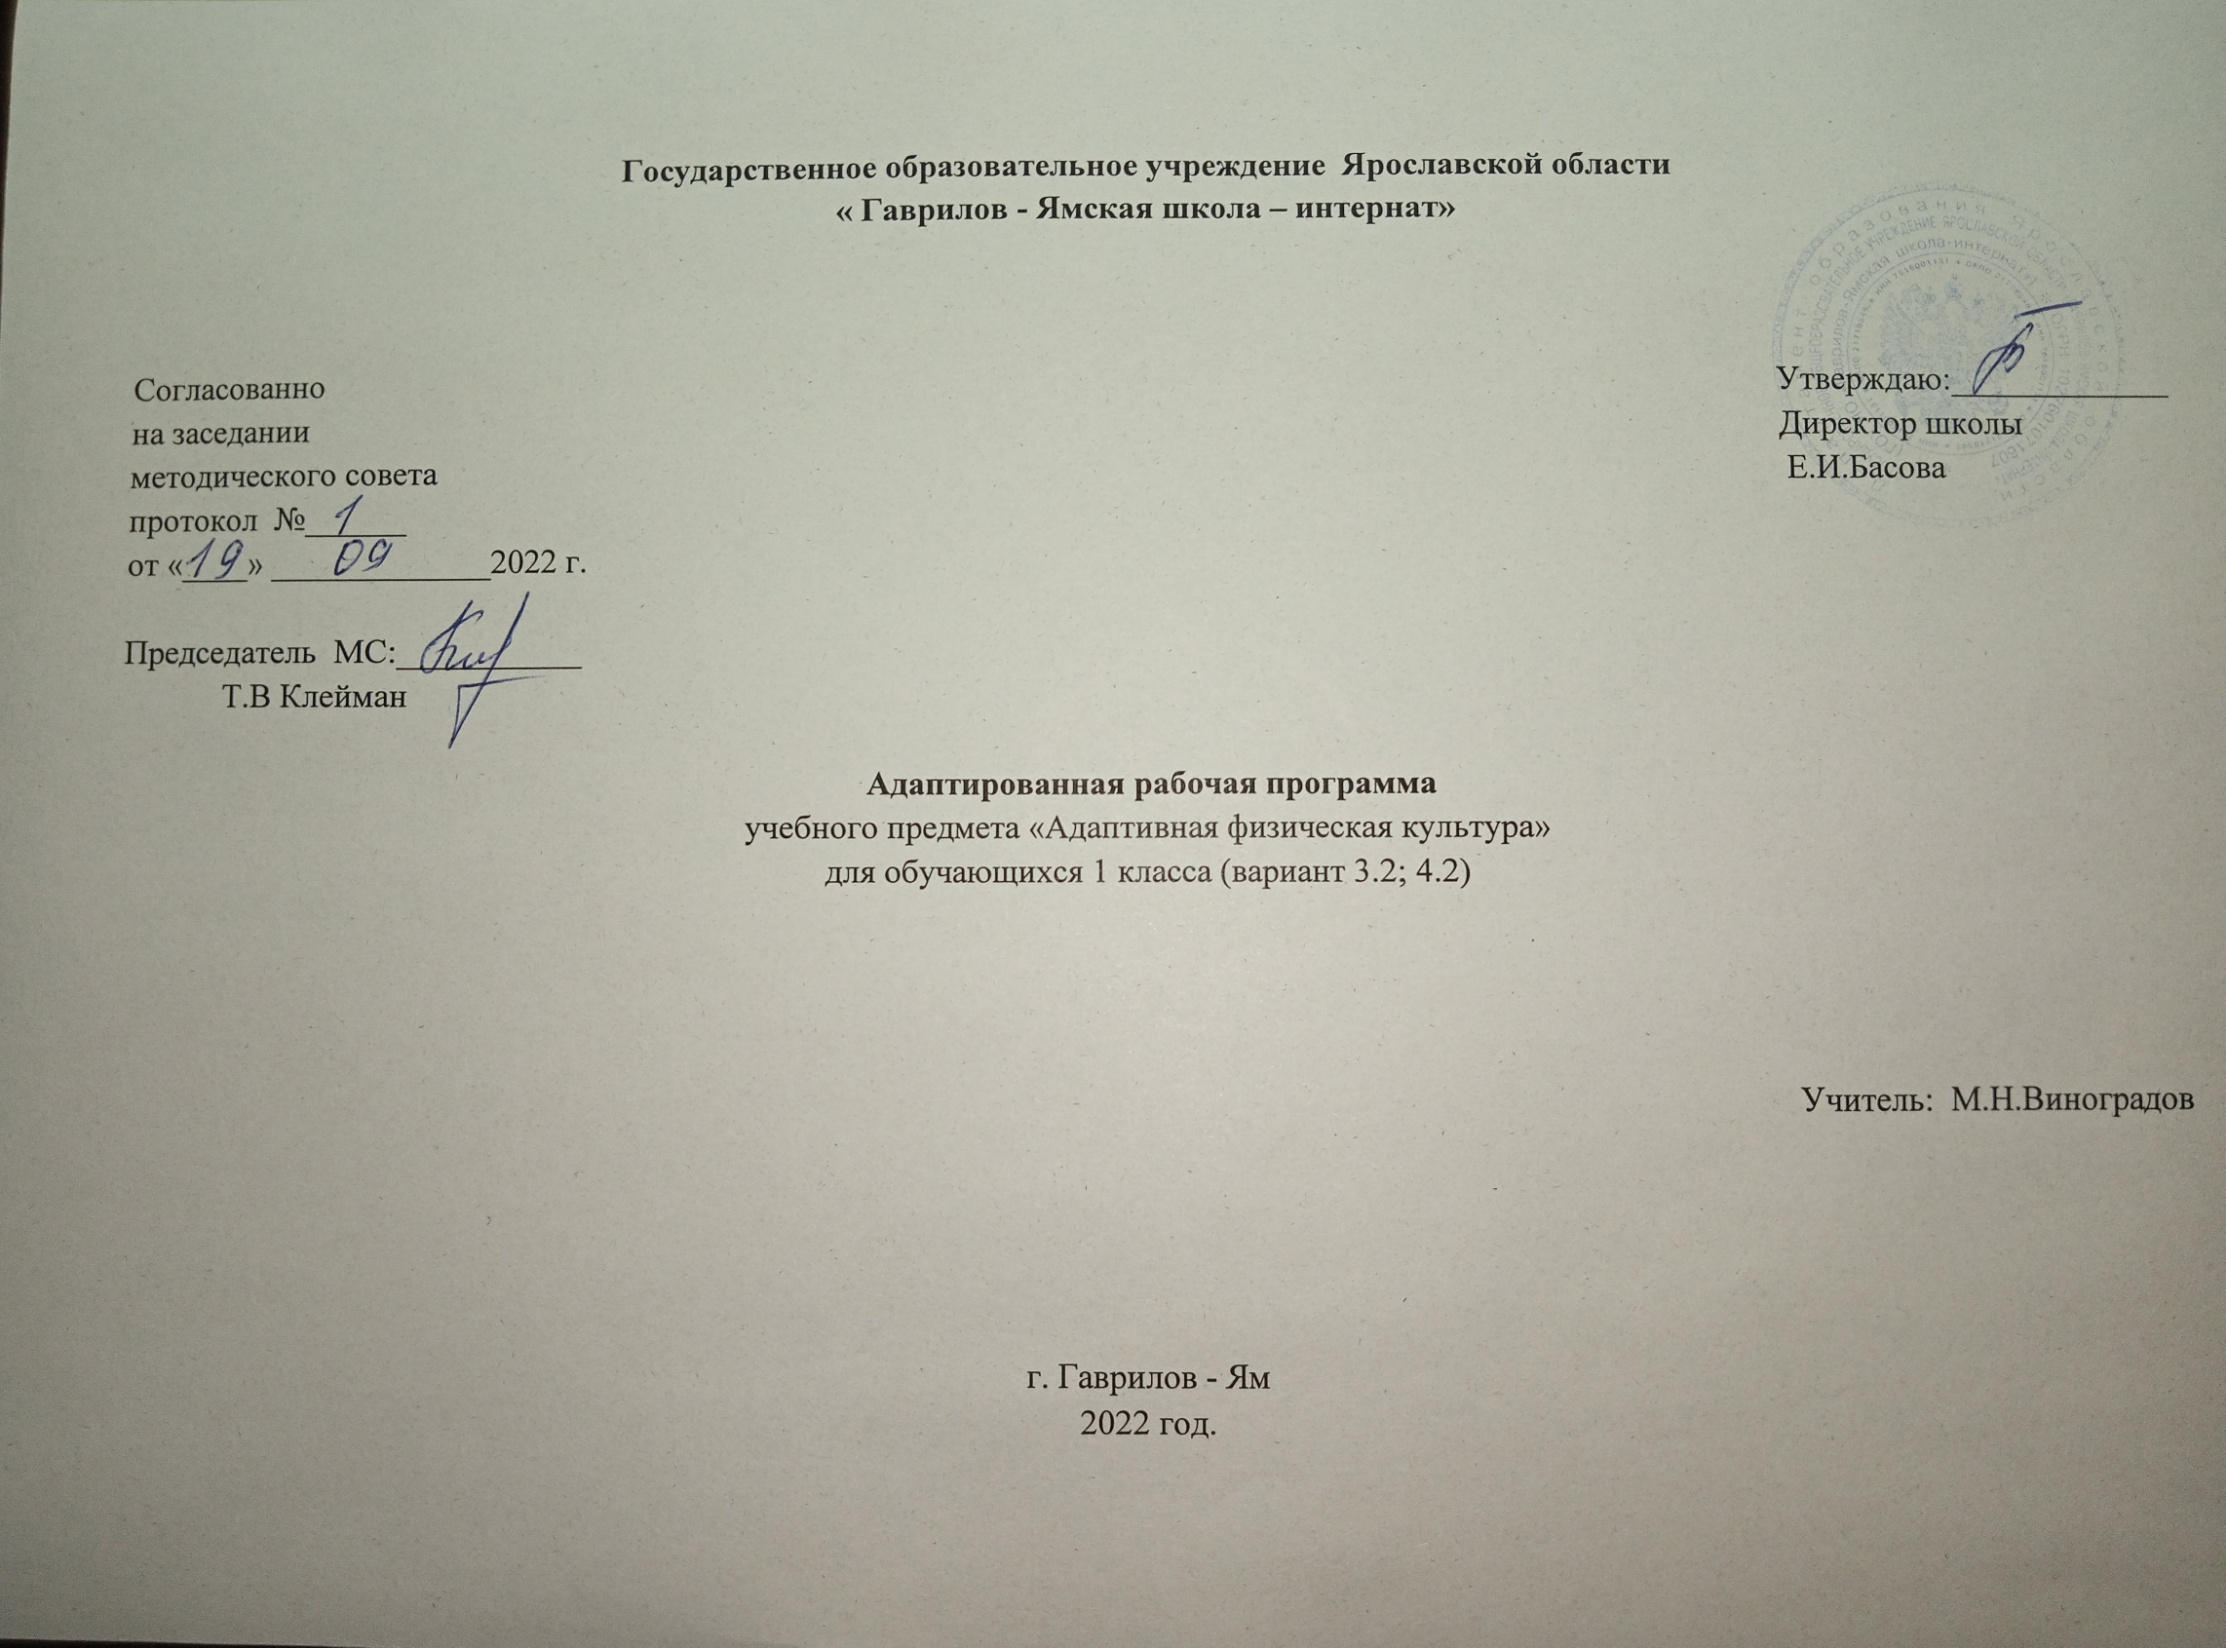 Государственное образовательное учреждение Ярославской области
« Гаврилов - Ямская школа – интернат»
Согласованно
на заседании
методического совета
протокол № 1
от «19» 09 2022 г.
Председатель МС:
Т.В Клейман
Утверждаю:
Директор школы
Е.И.Басова
Адаптированная рабочая программа
учебного предмета «Адаптивная физическая культура»
для обучающихся 1 класса (вариант 3.2; 4.2)
Учитель: М.Н.Виноградов
г. Гаврилов - Ям
2022 год.